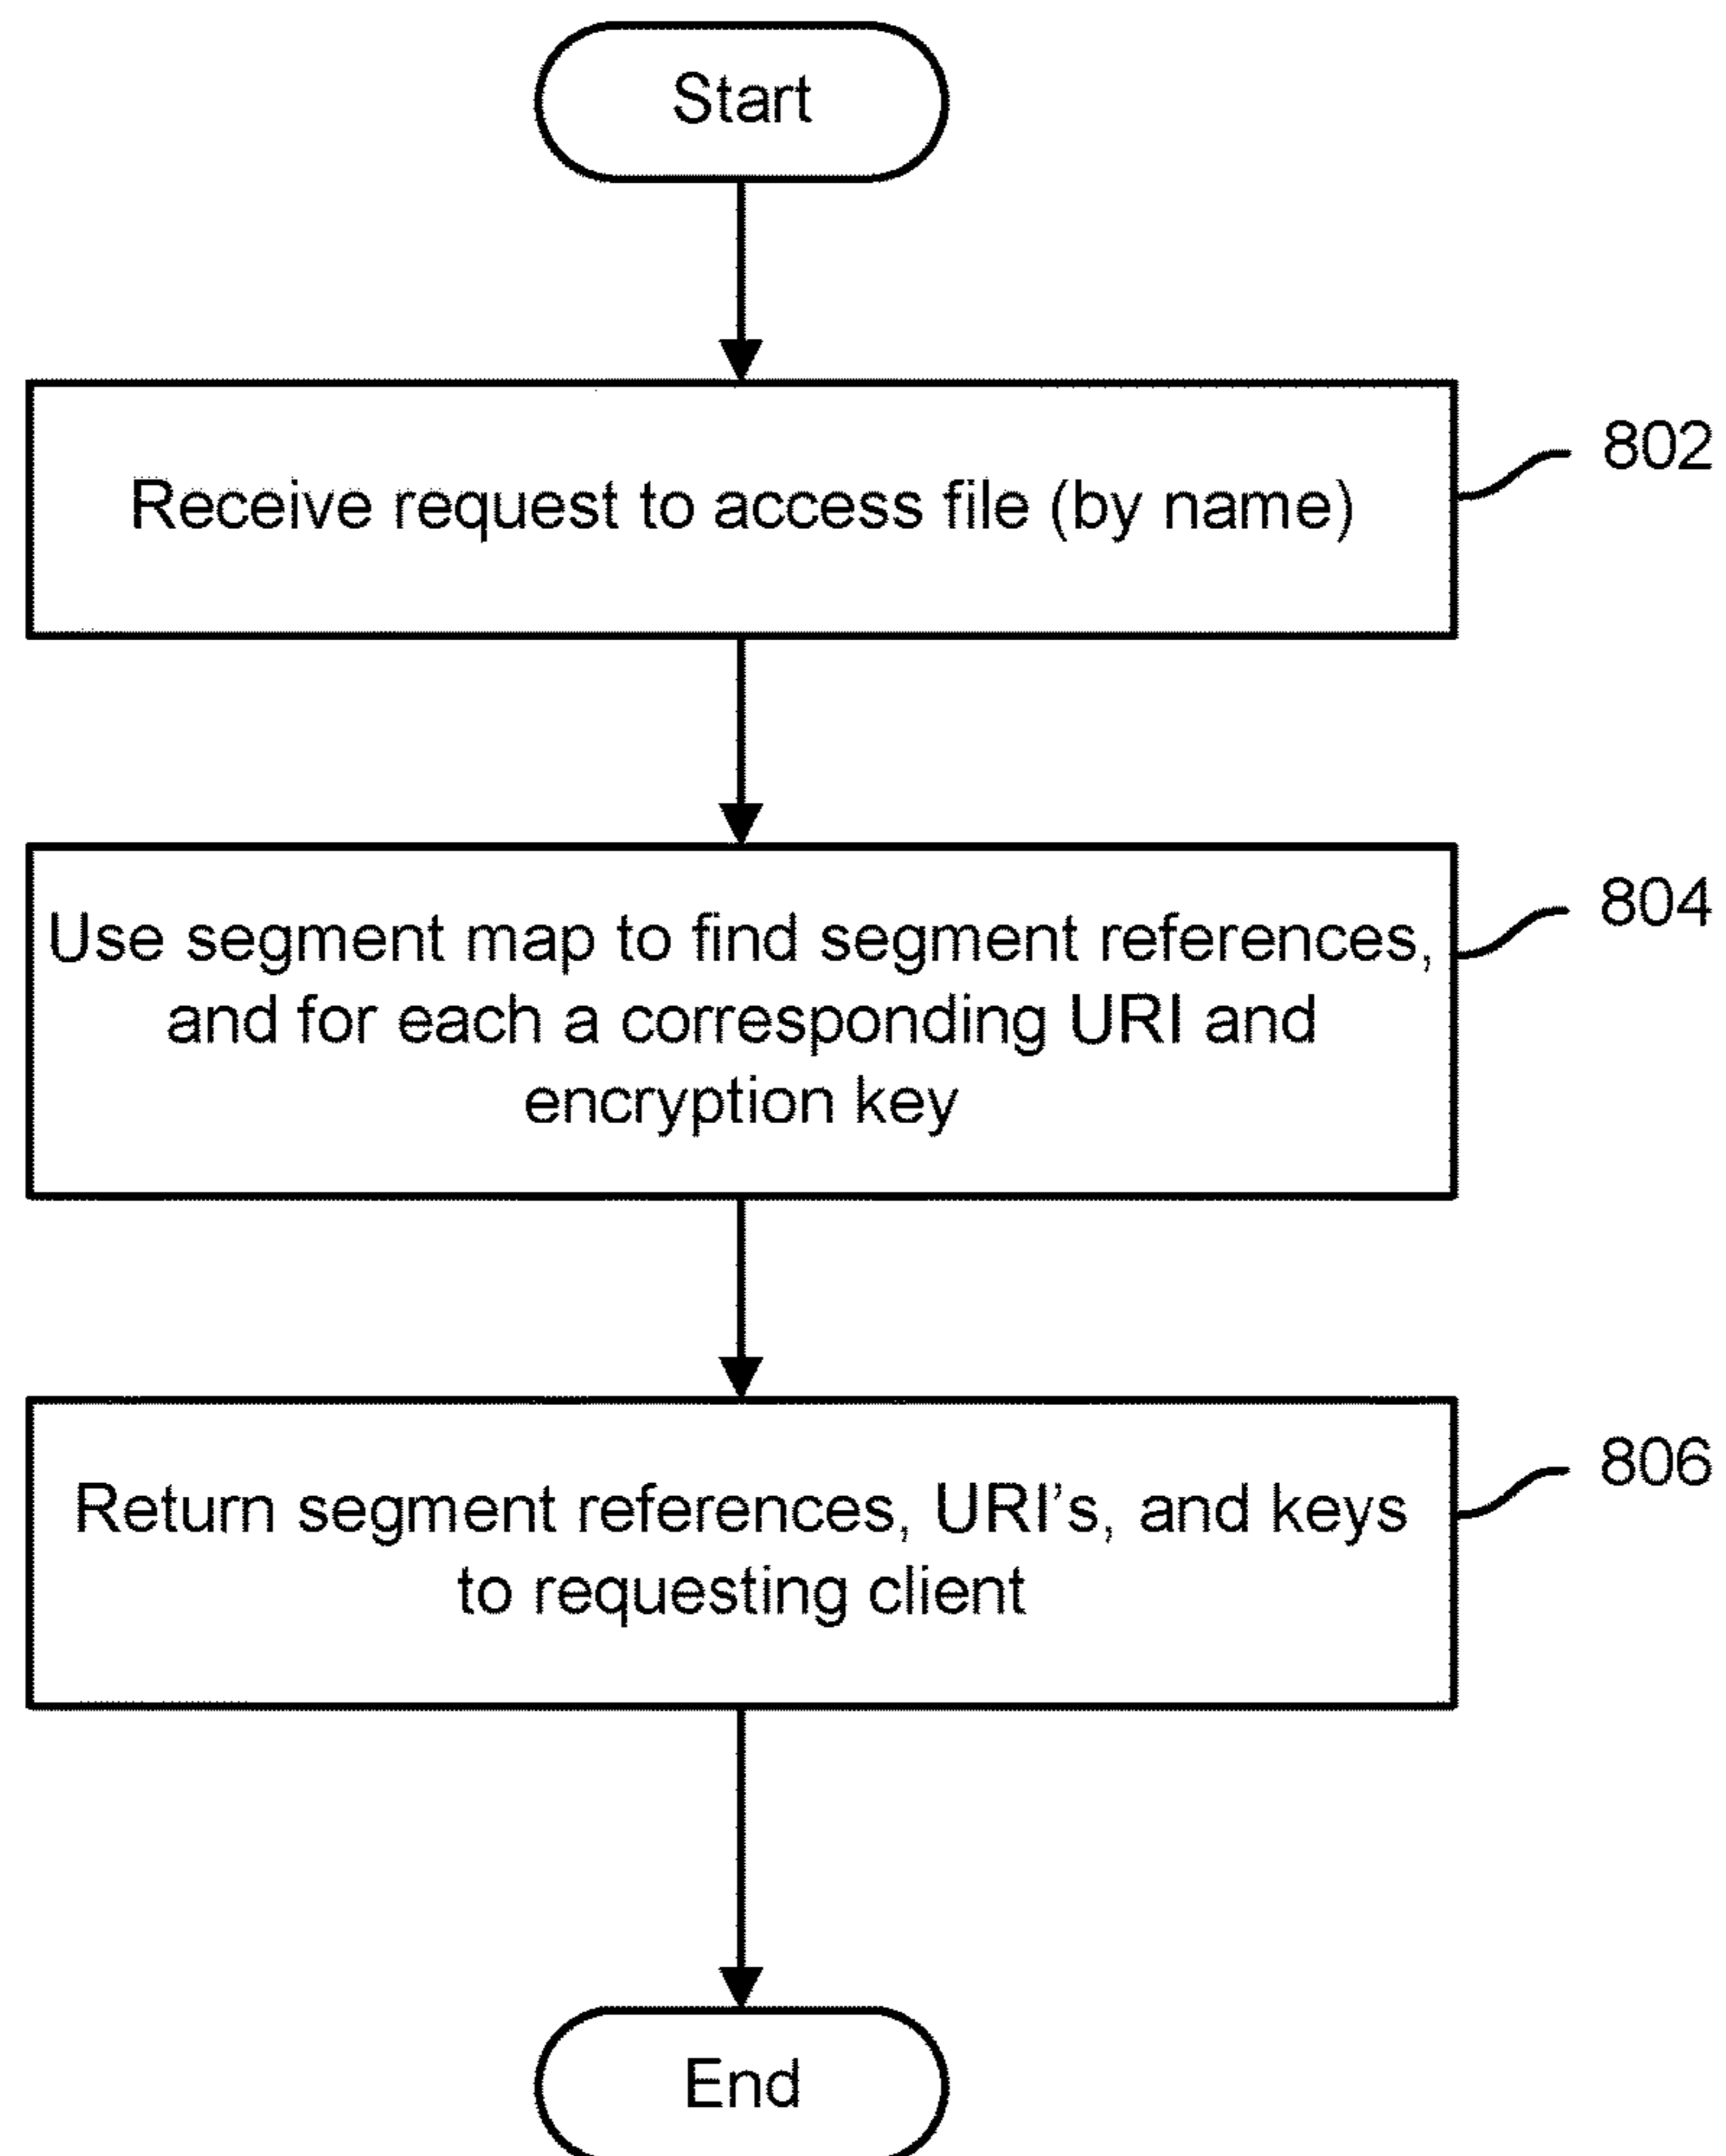 Start
Receive request to access file (by name)
802
Use segment map to find segment references,
and for each a corresponding URI and
encryption key
804
Return segment references, URI's, and keys
to requesting client
806
End